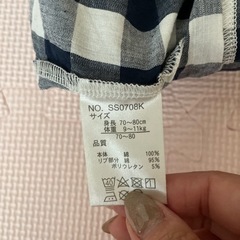 NO. SS0708K
サイズ
身長 70～80cm
体重 9～11kg
70～80
品質
本体 綿 100%
リブ部分 綿 95%
ポリウレタン 5%